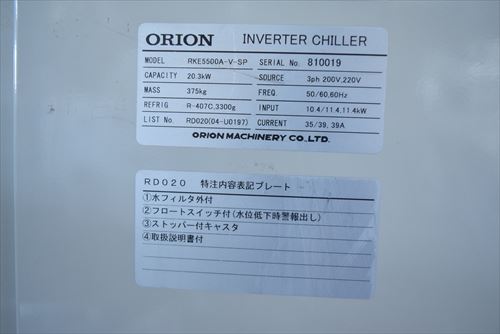 ORION INVERTER CHILLER
MODEL RKE5500A-V-SP SERIAL No. 810019
CAPACITY 20.3kW SOURCE 3ph 200V,220V
MASS 375kg FREQ. 50/60,60Hz
REFRIG R-407C,3300g INPUT 10.4/11.4,11.4kW
LIST No. RD020(04-U0197) CURRENT 35/39,39A
ORION MACHINERY CO.,LTD.
RD020 特注内容表記プレート
①水フィルタ外付
②フロートスイッチ付(水位低下時警報出し)
③ストッパー付キャスタ
④取扱説明書付